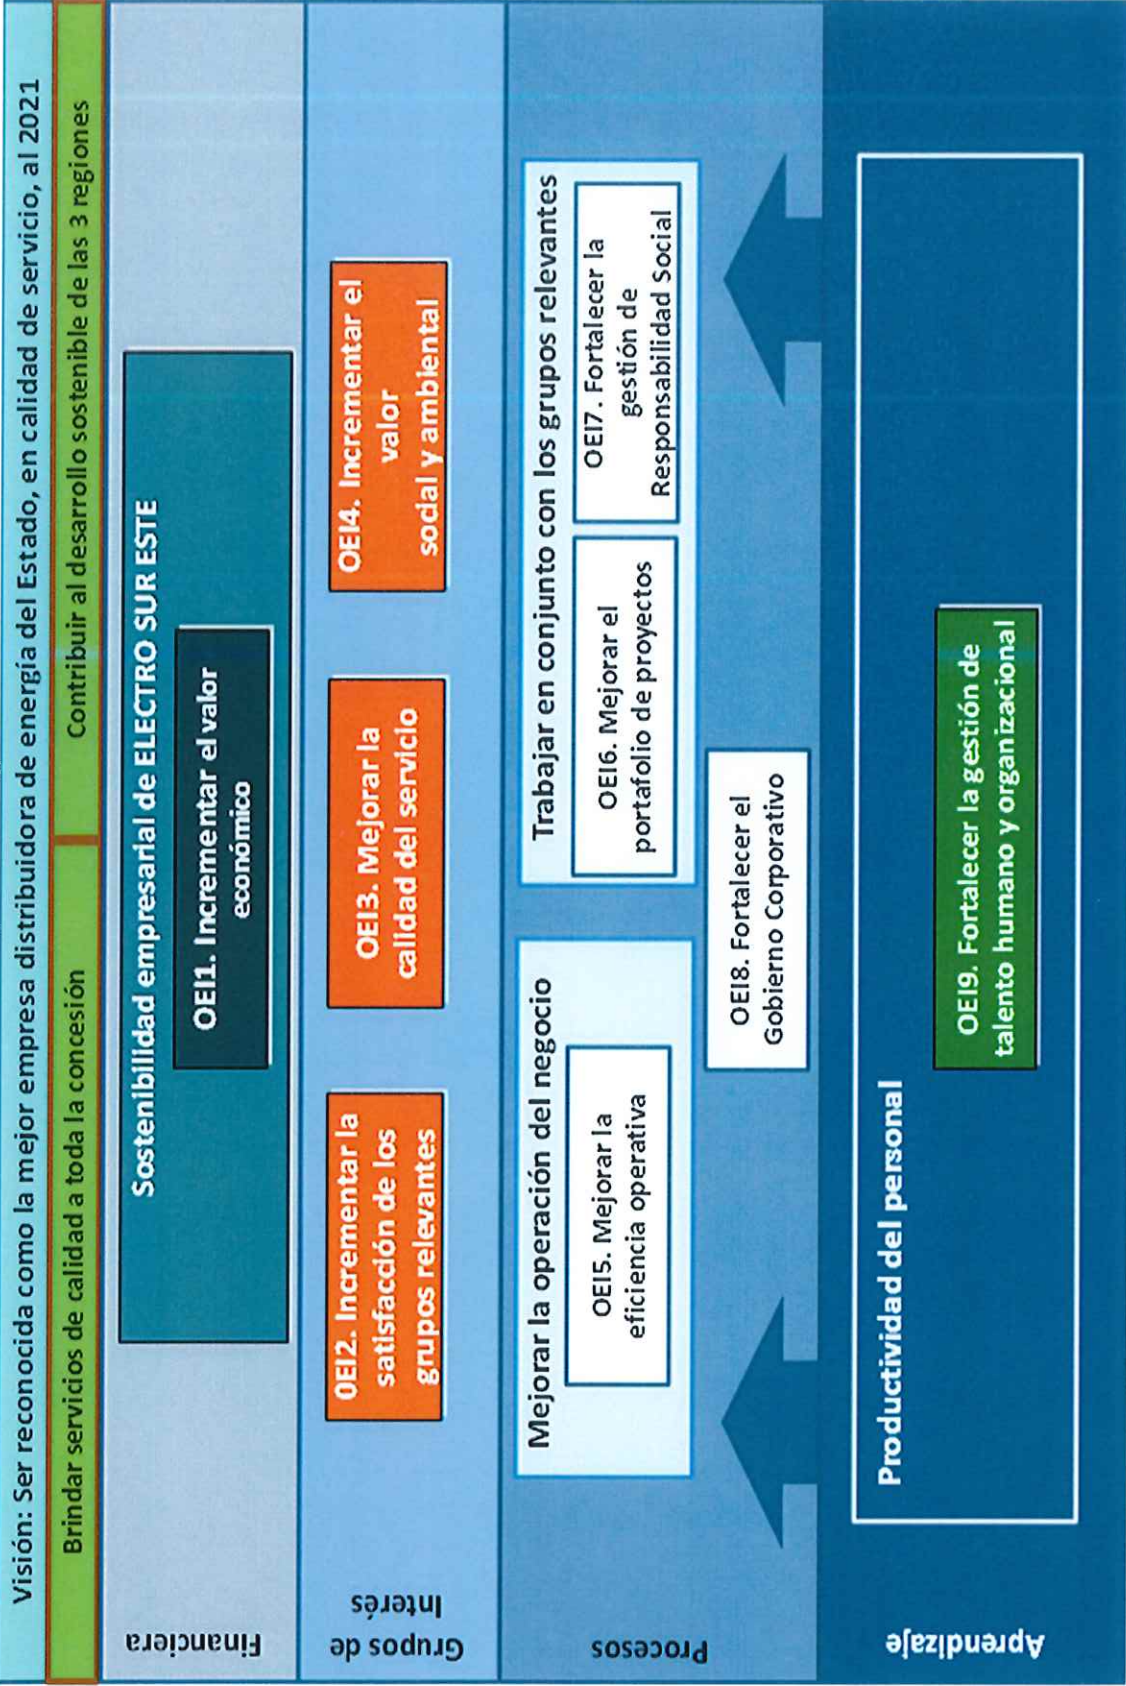 Visión: Ser reconocida como la mejor empresa distribuidora de energía del Estado, en calidad de servicio, al 2021
Brindar servicios de calidad a toda la concesión
Contribuir al desarrollo sostenible de las 3 regiones
Financiera
Sostenibilidad empresarial de ELECTRO SUR ESTE
OEI1. Incrementar el valor
económico
Grupos de
Interés
OEI2. Incrementar la
satisfacción de los
grupos relevantes
OEI3. Mejorar la
calidad del servicio
OEI4. Incrementar el
valor
social y ambiental
Procesos
Mejorar la operación del negocio
OEI5. Mejorar la
eficiencia operativa
Trabajar en conjunto con los grupos relevantes
OEI6. Mejorar el
portafolio de proyectos
OEI7. Fortalecer la
gestión de
Responsabilidad Social
OEI8. Fortalecer el
Gobierno Corporativo
Aprendizaje
Productividad del personal
OEI9. Fortalecer la gestión de
talento humano y organizacional